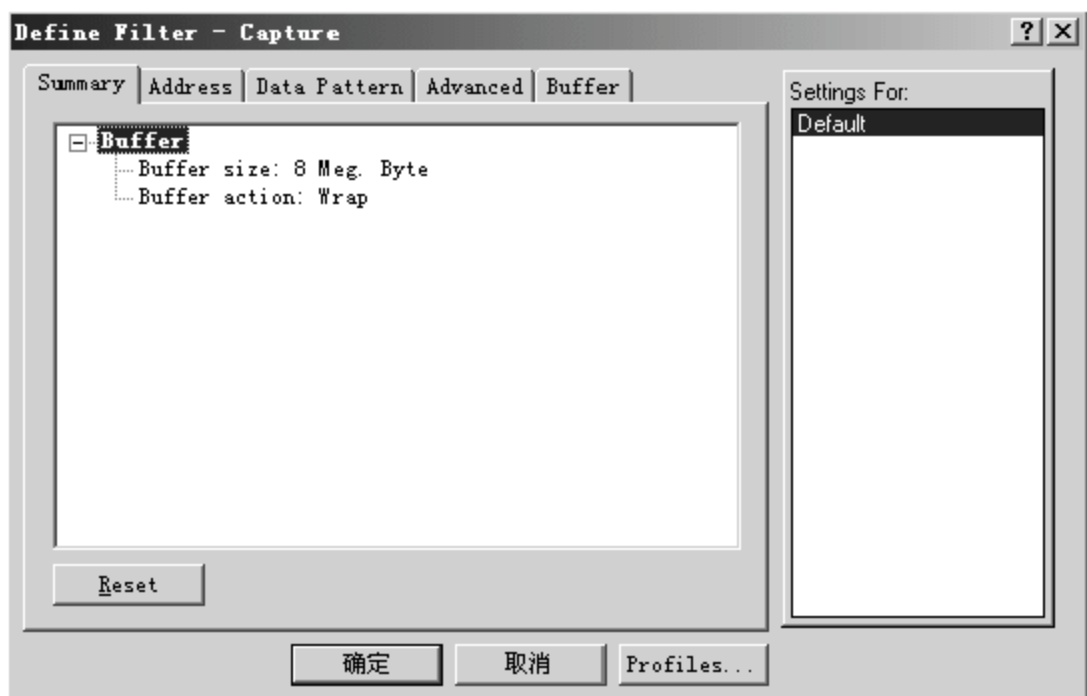 Define Filter - Capture
Summary Address Data Pattern Advanced Buffer
Settings For:
Default
Buffer
Buffer size: 8 Meg. Byte
Buffer action: Wrap
Reset
确定 取消 Profiles...